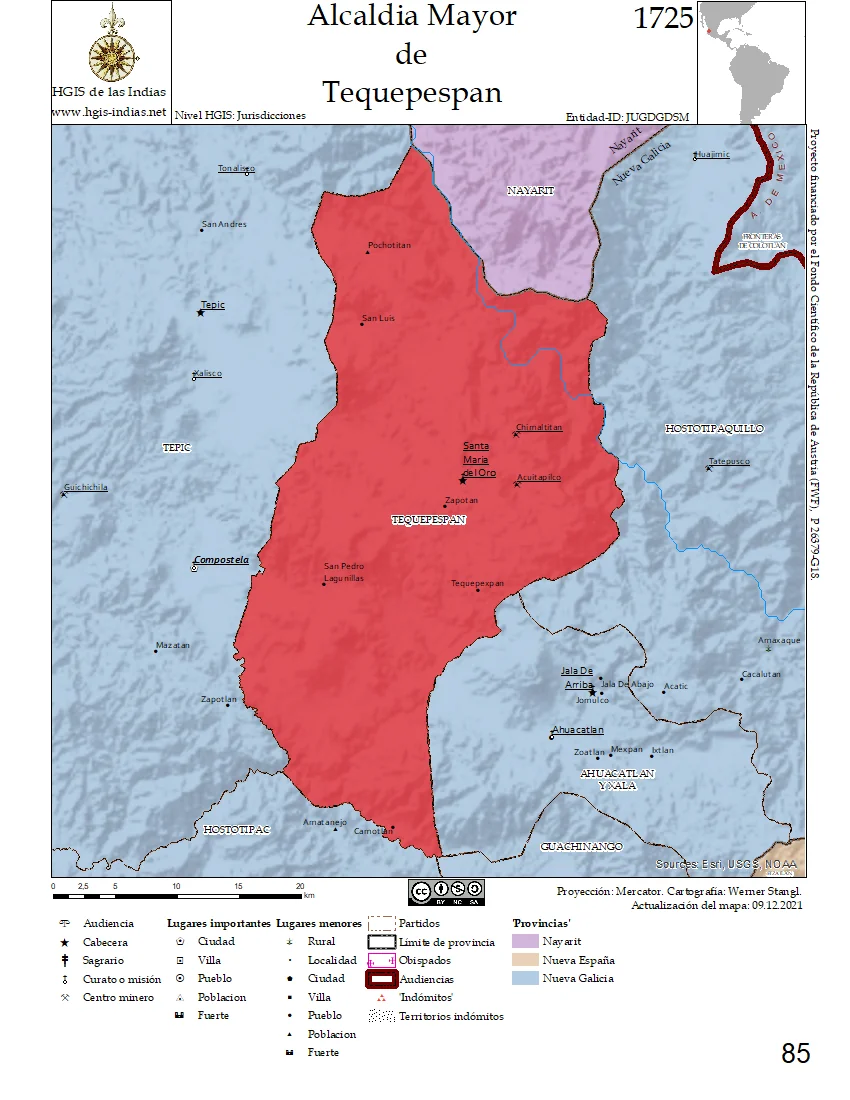 Alcaldia Mayor
de
Tequepespan
1725
HGIS de las Indias
www.hgis-indias.net
Nivel HGIS: Jurisdicciones
Entidad-ID: JUGDGDSM
Proyecto financiado por el Fondo Científico de la República de Austria (FWF), P 26379-G18.
Nayarit
Nueva Galicia
Huajimic
A. DE MEXICO
Tonalisco
NAYARIT
San Andres
FRONTERAS
DE COLOTLAN
Pochotitan
Tepic
San Luis
Xalisco
Chimaltitan
HOSTOTIPAQUILLO
TEPIC
Santa
Maria
del Oro
Tatepusco
Guichichila
Acuitapilco
Zapotan
TEQUEPESPAN
Compostela
San Pedro
Lagunillas
Tequepexpan
Mazatan
Amaxaque
Jala De
Arriba
Jala De Abajo
Acatic
Cacalutan
Zapotlan
Jomulco
Ahuacatlan
Zoatlan
Mexpan
Ixtlan
AHUACATLAN
Y XALA
Amatanejo
Camotlan
HOSTOTIPAC
GUACHINANGO
Sources: Esri, USGS, NOAA
0 2,5 5 10 15 20
km
CC BY NC SA
Proyección: Mercator. Cartografía: Werner Stangl.
Actualización del mapa: 09.12.2021
Audiencia
Cabecera
Sagrario
Curato o misión
Centro minero
Lugares importantes
Ciudad
Villa
Pueblo
Poblacion
Fuerte
Lugares menores
Rural
Localidad
Ciudad
Villa
Pueblo
Poblacion
Fuerte
Partidos
Límite de provincia
Obispados
Audiencias
'Indómitos'
Territorios indómitos
'Provincias'
Nayarit
Nueva España
Nueva Galicia
85